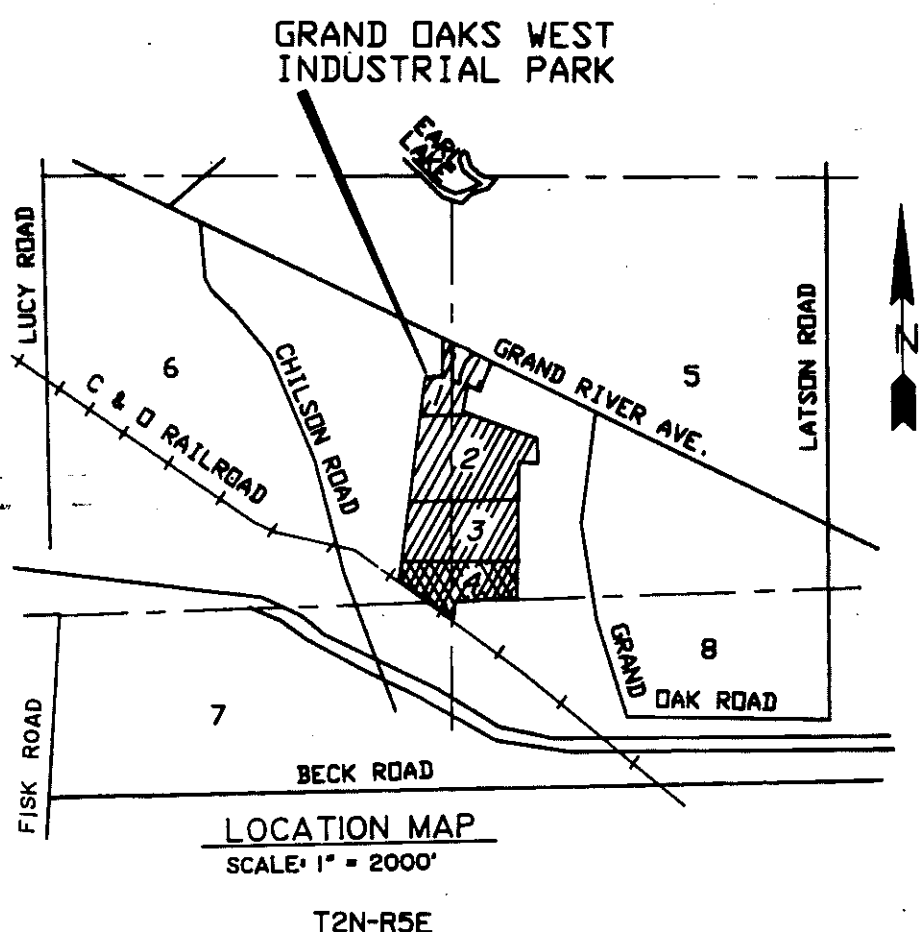 GRAND OAKS WEST
INDUSTRIAL PARK
EARL
LAKE
LUCY ROAD
LATSON ROAD
N
6
CHILSON ROAD
C & O RAILROAD
GRAND RIVER AVE.
5
1
2
3
4
GRAND OAK ROAD
8
7
FISK ROAD
BECK ROAD
LOCATION MAP
SCALE: 1" = 2000'
T2N-R5E